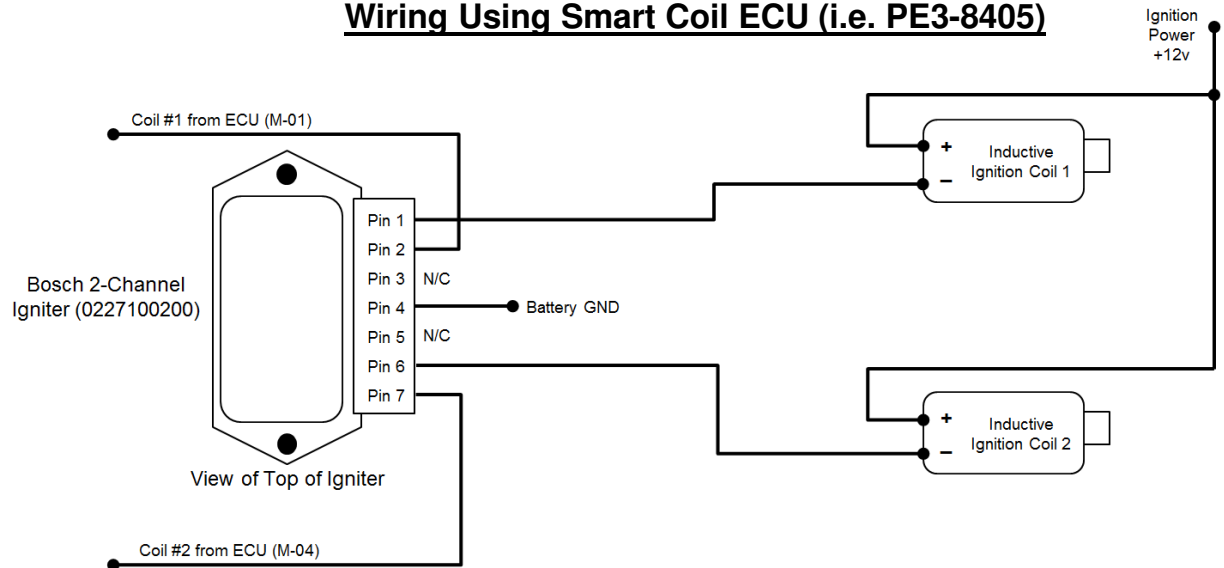 Wiring Using Smart Coil ECU (i.e. PE3-8405)
Ignition
Power
+12v
Coil #1 from ECU (M-01)
+
Inductive
Ignition Coil 1
–
Pin 1
Pin 2
Pin 3 N/C
Bosch 2-Channel
Igniter (0227100200)
Pin 4 Battery GND
Pin 5 N/C
Pin 6
Pin 7
+
Inductive
Ignition Coil 2
–
View of Top of Igniter
Coil #2 from ECU (M-04)